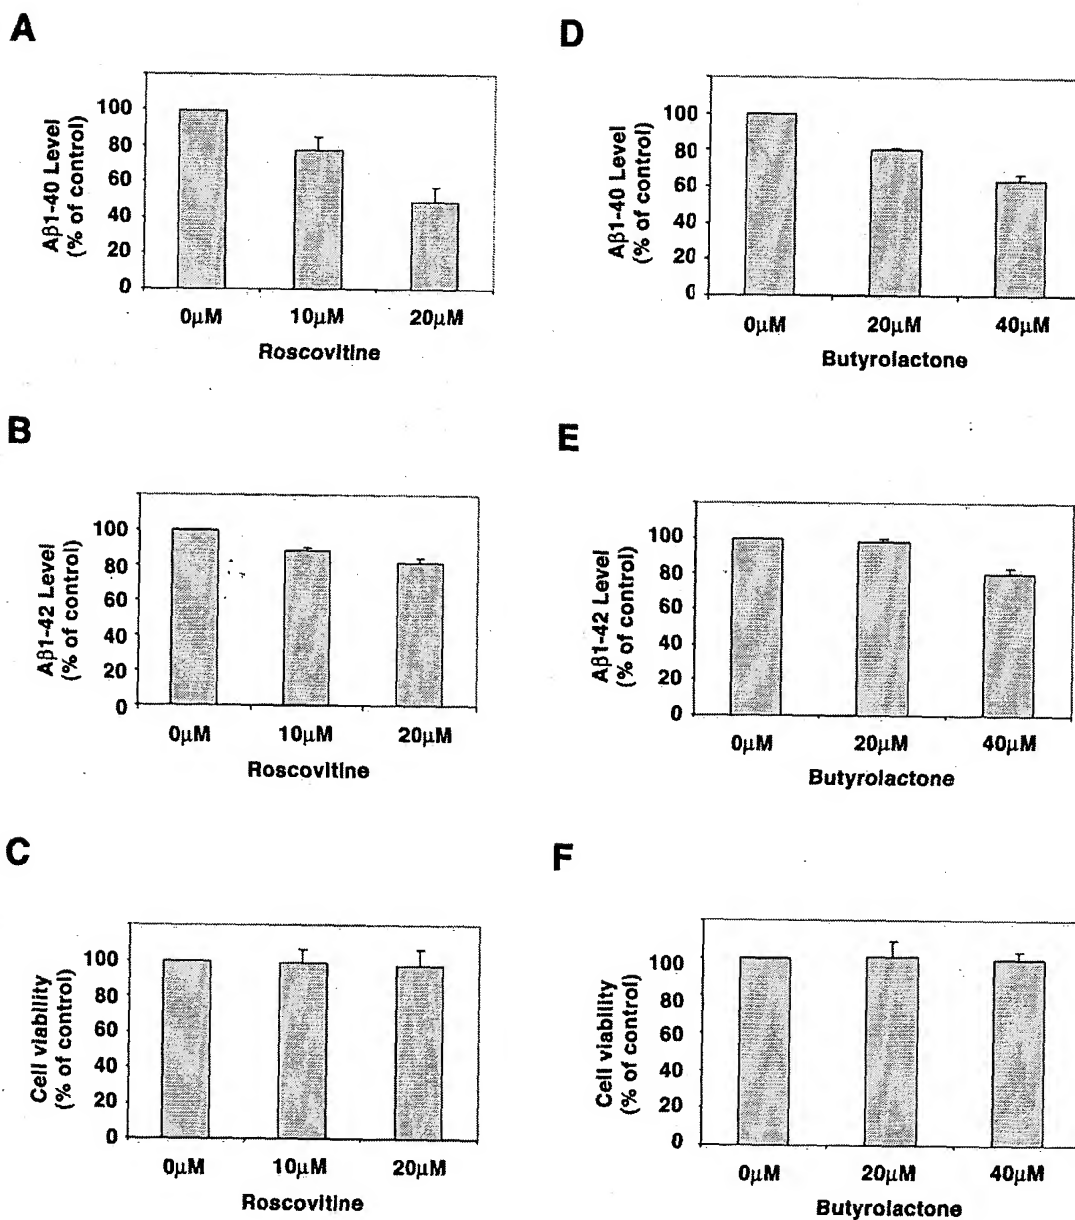 A
Aβ1-40 Level
(% of control)
100
80
60
40
20
0
0μM 10μM 20μM
Roscovitine
D
Aβ1-40 Level
(% of control)
100
80
60
40
20
0
0μM 20μM 40μM
Butyrolactone
B
Aβ1-42 Level
(% of control)
100
80
60
40
20
0
0μM 10μM 20μM
Roscovitine
E
Aβ1-42 Level
(% of control)
100
80
60
40
20
0
0μM 20μM 40μM
Butyrolactone
C
Cell viability
(% of control)
100
80
60
40
20
0
0μM 10μM 20μM
Roscovitine
F
Cell viability
(% of control)
100
80
60
40
20
0
0μM 20μM 40μM
Butyrolactone